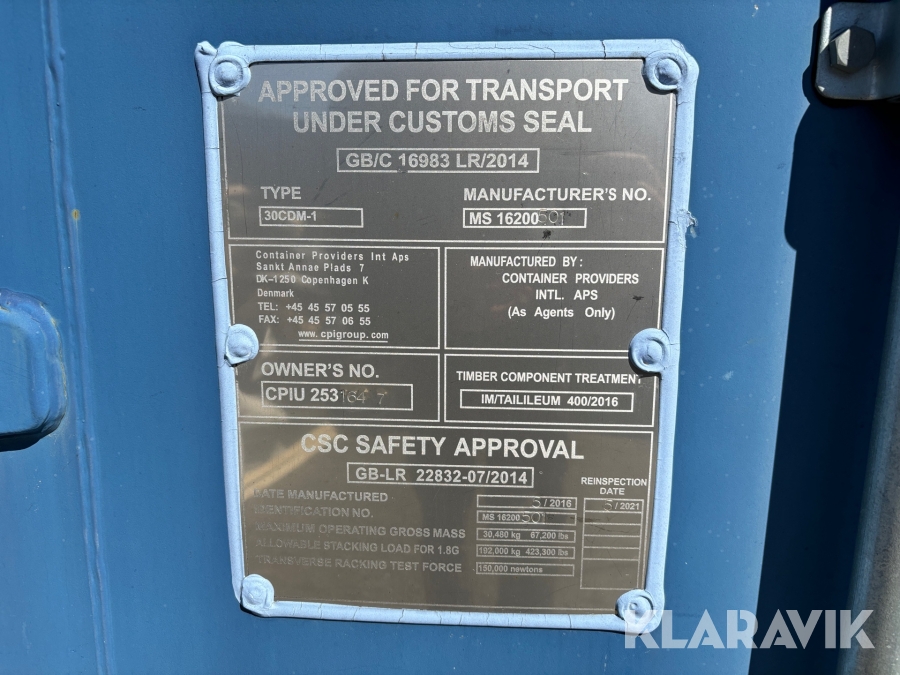 APPROVED FOR TRANSPORT
UNDER CUSTOMS SEAL
GB/C 16983 LR/2014
TYPE
30CDM-1
MANUFACTURER'S NO.
MS 16200501
Container Providers Int Aps
Sankt Annae Plads 7
DK-1250 Copenhagen K
Denmark
TEL: +45 45 57 05 55
FAX: +45 45 57 06 55
www.cpigroup.com
MANUFACTURED BY:
CONTAINER PROVIDERS
INTL. APS
(As Agents Only)
OWNER'S NO.
CPIU 253164 7
TIMBER COMPONENT TREATMENT
IM/TAILILEUM 400/2016
CSC SAFETY APPROVAL
GB-LR 22832-07/2014
REINSPECTION
DATE
DATE MANUFACTURED 5/2016 5/2021
IDENTIFICATION NO. MS 16200501
MAXIMUM OPERATING GROSS MASS 30,480 kg 67,200 lbs
ALLOWABLE STACKING LOAD FOR 1.8G 192,000 kg 423,300 lbs
TRANSVERSE RACKING TEST FORCE 150,000 newtons
KLARAVIK